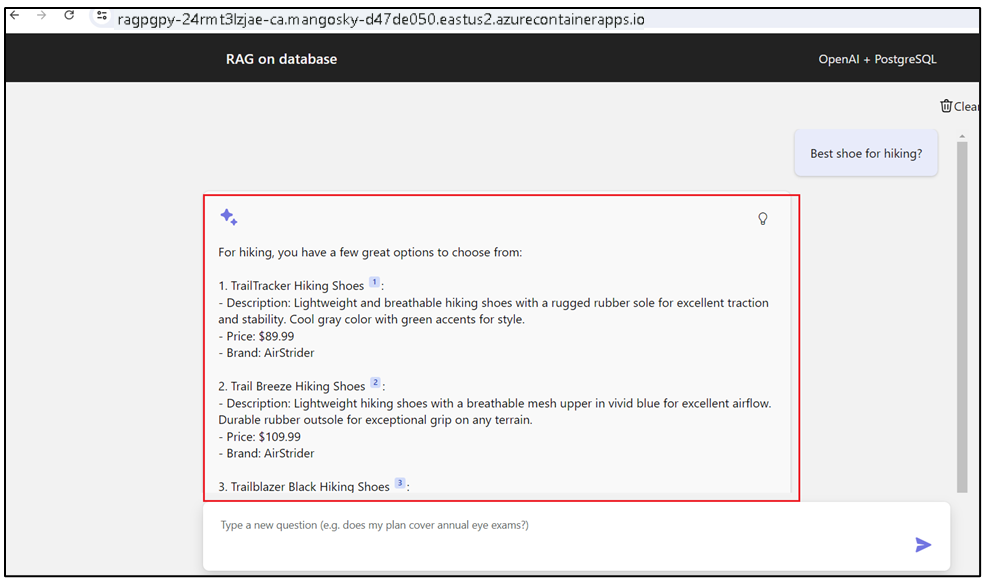 ragpgpy-24rmt3lzjae-ca.mangosky-d47de050.eastus2.azurecontainerapps.io
RAG on database
OpenAI + PostgreSQL
Clear
Best shoe for hiking?
For hiking, you have a few great options to choose from:
1. TrailTracker Hiking Shoes 1 :
- Description: Lightweight and breathable hiking shoes with a rugged rubber sole for excellent traction
and stability. Cool gray color with green accents for style.
- Price: $89.99
- Brand: AirStrider
2. Trail Breeze Hiking Shoes 2 :
- Description: Lightweight hiking shoes with a breathable mesh upper in vivid blue for excellent airflow.
Durable rubber outsole for exceptional grip on any terrain.
- Price: $109.99
- Brand: AirStrider
3. Trailblazer Black Hiking Shoes 3 :
Type a new question (e.g. does my plan cover annual eye exams?)